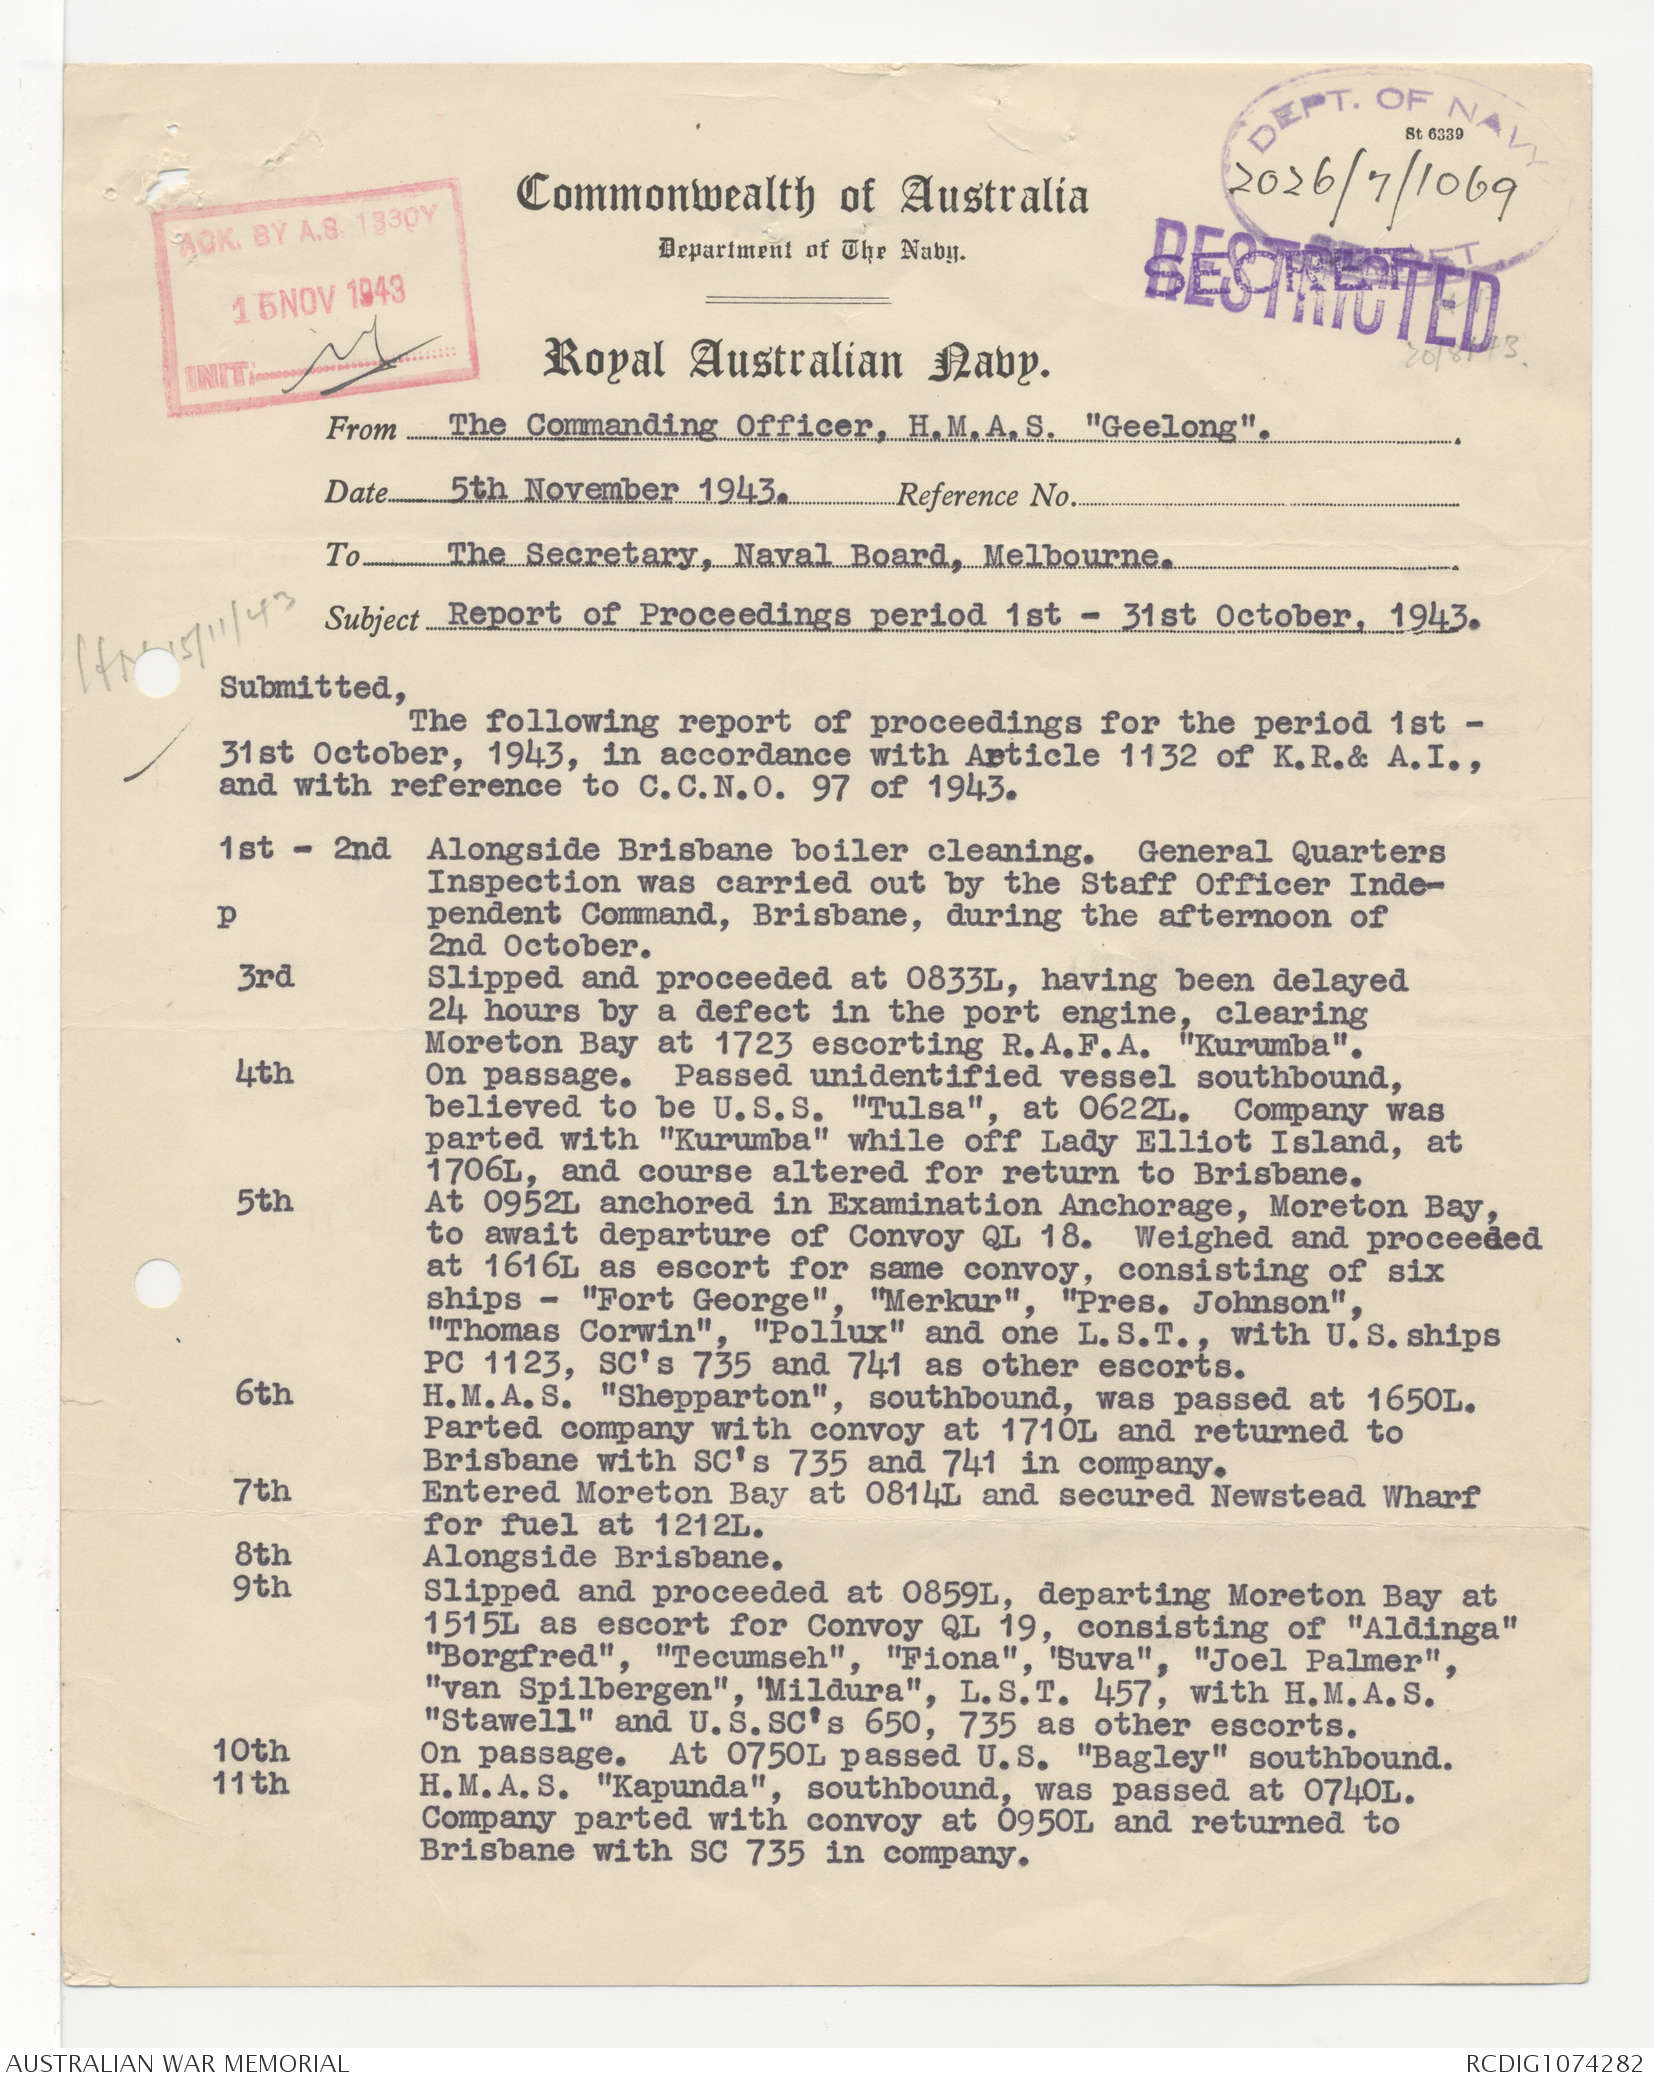 DEPT. OF NAVY
St 6339
2026/7/1069
SECRET
RESTRICTED
ACK. BY A.S. 1330Y
15 NOV 1943
INIT:
Commonwealth of Australia
Department of The Navy.
Royal Australian Navy.
From The Commanding Officer, H.M.A.S. "Geelong".
Date 5th November 1943. Reference No.
To The Secretary, Naval Board, Melbourne.
Subject Report of Proceedings period 1st - 31st October, 1943.
15/11/43
Submitted,
The following report of proceedings for the period 1st -
31st October, 1943, in accordance with Article 1132 of K.R.& A.I.,
and with reference to C.C.N.O. 97 of 1943.
1st - 2nd Alongside Brisbane boiler cleaning. General Quarters
Inspection was carried out by the Staff Officer Inde-
p pendent Command, Brisbane, during the afternoon of
2nd October.
3rd Slipped and proceeded at 0833L, having been delayed
24 hours by a defect in the port engine, clearing
Moreton Bay at 1723 escorting R.A.F.A. "Kurumba".
4th On passage. Passed unidentified vessel southbound,
believed to be U.S.S. "Tulsa", at 0622L. Company was
parted with "Kurumba" while off Lady Elliot Island, at
1706L, and course altered for return to Brisbane.
5th At 0952L anchored in Examination Anchorage, Moreton Bay,
to await departure of Convoy QL 18. Weighed and proceeded
at 1616L as escort for same convoy, consisting of six
ships - "Fort George", "Merkur", "Pres. Johnson",
"Thomas Corwin", "Pollux" and one L.S.T., with U.S.ships
PC 1123, SC's 735 and 741 as other escorts.
6th H.M.A.S. "Shepparton", southbound, was passed at 1650L.
Parted company with convoy at 1710L and returned to
Brisbane with SC's 735 and 741 in company.
7th Entered Moreton Bay at 0814L and secured Newstead Wharf
for fuel at 1212L.
8th Alongside Brisbane.
9th Slipped and proceeded at 0859L, departing Moreton Bay at
1515L as escort for Convoy QL 19, consisting of "Aldinga"
"Borgfred", "Tecumseh", "Fiona", "Suva", "Joel Palmer",
"van Spilbergen", "Mildura", L.S.T. 457, with H.M.A.S.
"Stawell" and U.S.SC's 650, 735 as other escorts.
10th On passage. At 0750L passed U.S. "Bagley" southbound.
11th H.M.A.S. "Kapunda", southbound, was passed at 0740L.
Company parted with convoy at 0950L and returned to
Brisbane with SC 735 in company.
AUSTRALIAN WAR MEMORIAL
RCDIG1074282